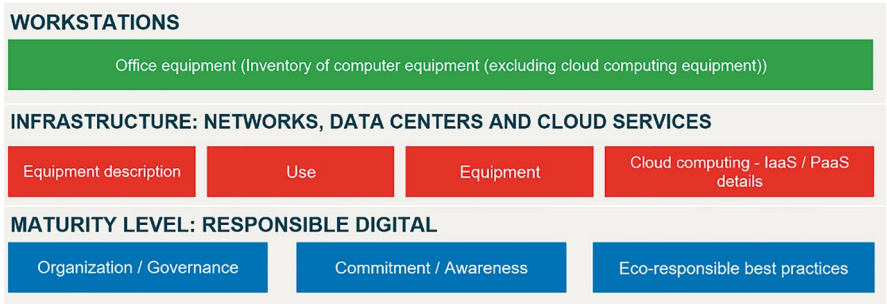 WORKSTATIONS
Office equipment (Inventory of computer equipment (excluding cloud computing equipment))
INFRASTRUCTURE: NETWORKS, DATA CENTERS AND CLOUD SERVICES
Equipment description
Use
Equipment
Cloud computing - IaaS / PaaS
details
MATURITY LEVEL: RESPONSIBLE DIGITAL
Organization / Governance
Commitment / Awareness
Eco-responsible best practices